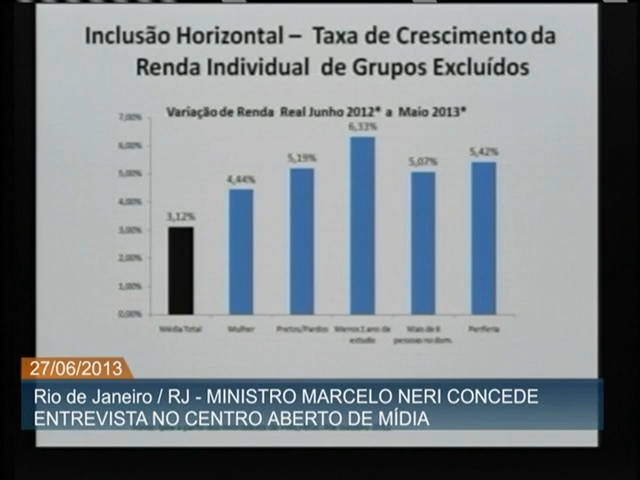 Inclusão Horizontal – Taxa de Crescimento da
Renda Individual de Grupos Excluídos
Variação de Renda Real Junho 2012* a Maio 2013*
7,00%
6,00%
5,00%
4,00%
3,00%
2,00%
1,00%
0,00%
3,12%
4,44%
5,19%
6,33%
5,07%
5,42%
Média Total
Mulher
Pretos/Pardos
Menos 1 ano de
estudo
Mais de 6
pessoas no dom.
Periferia
27/06/2013
Rio de Janeiro / RJ - MINISTRO MARCELO NERI CONCEDE
ENTREVISTA NO CENTRO ABERTO DE MÍDIA